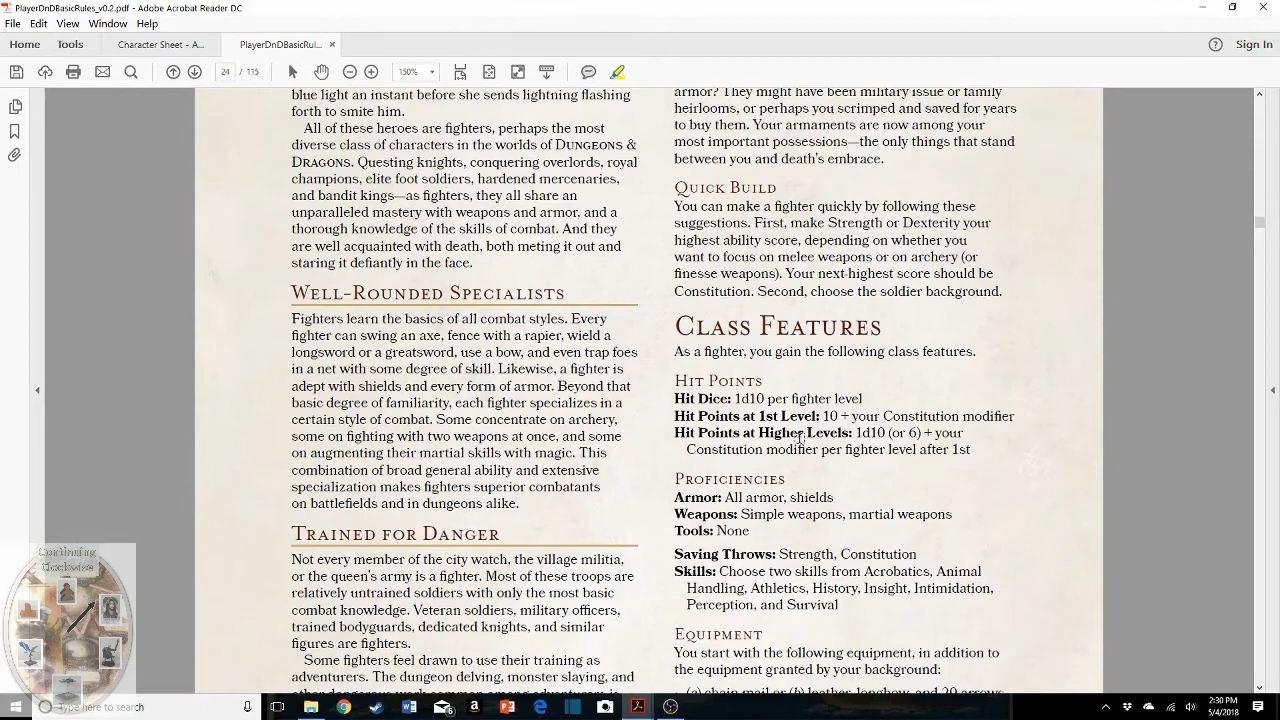 PlayerDnDBasicRules_v0.2.pdf - Adobe Acrobat Reader DC
File Edit View Window Help
Home Tools Character Sheet - A... PlayerDnDBasicRul... × Sign In
24 / 115 150%
blue light an instant before she sends lightning flashing
forth to smite him.
All of these heroes are fighters, perhaps the most
diverse class of characters in the worlds of Dungeons &
Dragons. Questing knights, conquering overlords, royal
champions, elite foot soldiers, hardened mercenaries,
and bandit kings—as fighters, they all share an
unparalleled mastery with weapons and armor, and a
thorough knowledge of the skills of combat. And they
are well acquainted with death, both meting it out and
staring it defiantly in the face.
Well-Rounded Specialists
Fighters learn the basics of all combat styles. Every
fighter can swing an axe, fence with a rapier, wield a
longsword or a greatsword, use a bow, and even trap foes
in a net with some degree of skill. Likewise, a fighter is
adept with shields and every form of armor. Beyond that
basic degree of familiarity, each fighter specializes in a
certain style of combat. Some concentrate on archery,
some on fighting with two weapons at once, and some
on augmenting their martial skills with magic. This
combination of broad general ability and extensive
specialization makes fighters superior combatants
on battlefields and in dungeons alike.
Trained for Danger
Not every member of the city watch, the village militia,
or the queen's army is a fighter. Most of these troops are
relatively untrained soldiers with only the most basic
combat knowledge. Veteran soldiers, military officers,
trained bodyguards, dedicated knights, and similar
figures are fighters.
Some fighters feel drawn to use their training as
adventurers. The dungeon delving, monster slaying, and
armor? They might have been military issue or family
heirlooms, or perhaps you scrimped and saved for years
to buy them. Your armaments are now among your
most important possessions—the only things that stand
between you and death's embrace.
Quick Build
You can make a fighter quickly by following these
suggestions. First, make Strength or Dexterity your
highest ability score, depending on whether you
want to focus on melee weapons or on archery (or
finesse weapons). Your next-highest score should be
Constitution. Second, choose the soldier background.
Class Features
As a fighter, you gain the following class features.
Hit Points
Hit Dice: 1d10 per fighter level
Hit Points at 1st Level: 10 + your Constitution modifier
Hit Points at Higher Levels: 1d10 (or 6) + your
Constitution modifier per fighter level after 1st
Proficiencies
Armor: All armor, shields
Weapons: Simple weapons, martial weapons
Tools: None
Saving Throws: Strength, Constitution
Skills: Choose two skills from Acrobatics, Animal
Handling, Athletics, History, Insight, Intimidation,
Perception, and Survival
Equipment
You start with the following equipment, in addition to
the equipment granted by your background:
(a) chain mail or (b) leather, longbow, and 20 arrows
Continuing
Clockwise
Type here to search
2:30 PM
5/4/2018